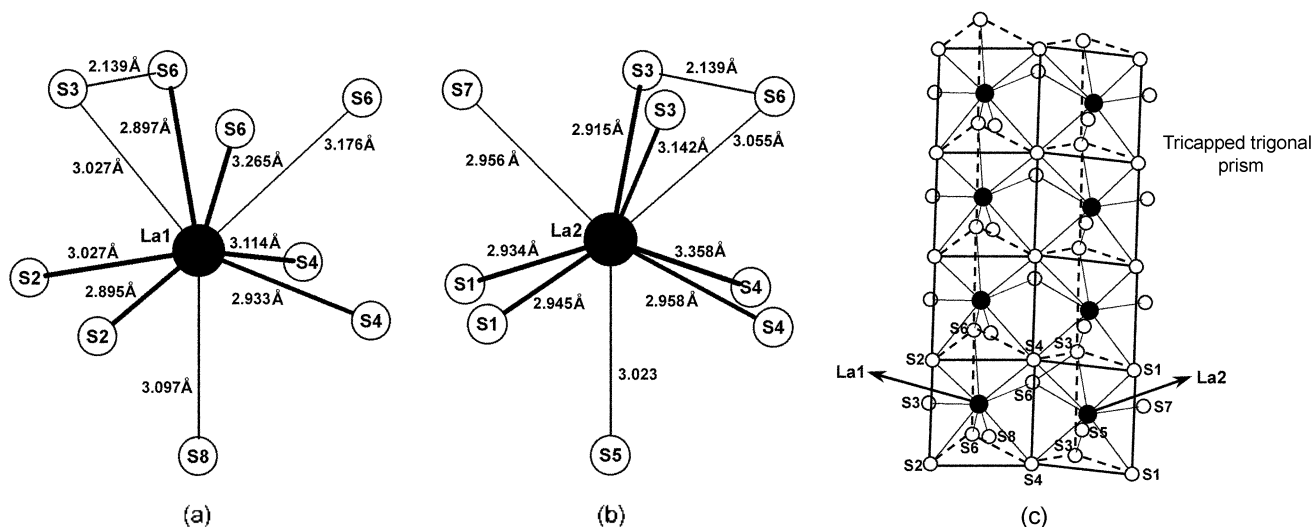 S3
2.139Å
S6
S6
S6
2.897Å
3.265Å
3.176Å
3.027Å
La1
3.027Å
3.114Å
S4
S2
2.895Å
2.933Å
S2
S4
3.097Å
S8
(a)
S7
S3
2.139Å
S6
S3
2.915Å
3.142Å
3.055Å
2.956Å
La2
2.934Å
3.358Å
S1
S4
S1
2.945Å
2.958Å
S4
3.023
S5
(b)
Tricapped trigonal
prism
S6
S2
S4
S3
S1
La1
La2
S3
S6
S7
S6
S8
S5
S3
S2
S4
S1
(c)